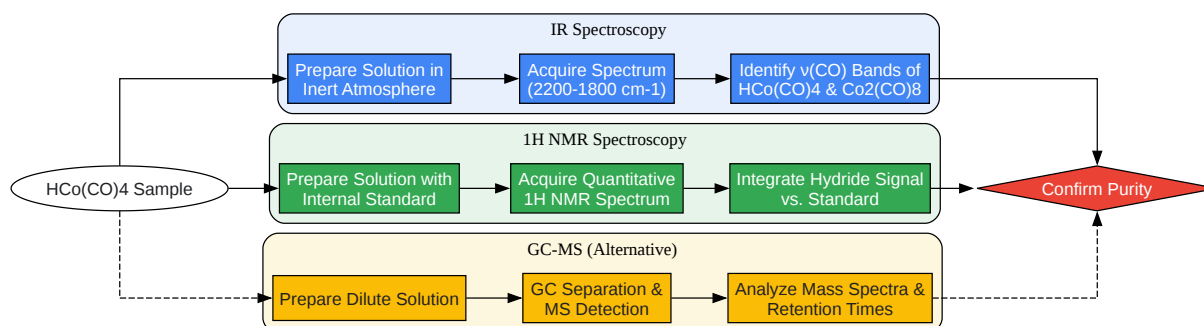 IR Spectroscopy
Prepare Solution in
Inert Atmosphere
Acquire Spectrum
(2200-1800 cm-1)
Identify ν(CO) Bands of
HCo(CO)4 & Co2(CO)8
1H NMR Spectroscopy
HCo(CO)4 Sample
Prepare Solution with
Internal Standard
Acquire Quantitative
1H NMR Spectrum
Integrate Hydride Signal
vs. Standard
Confirm Purity
GC-MS (Alternative)
Prepare Dilute Solution
GC Separation &
MS Detection
Analyze Mass Spectra &
Retention Times